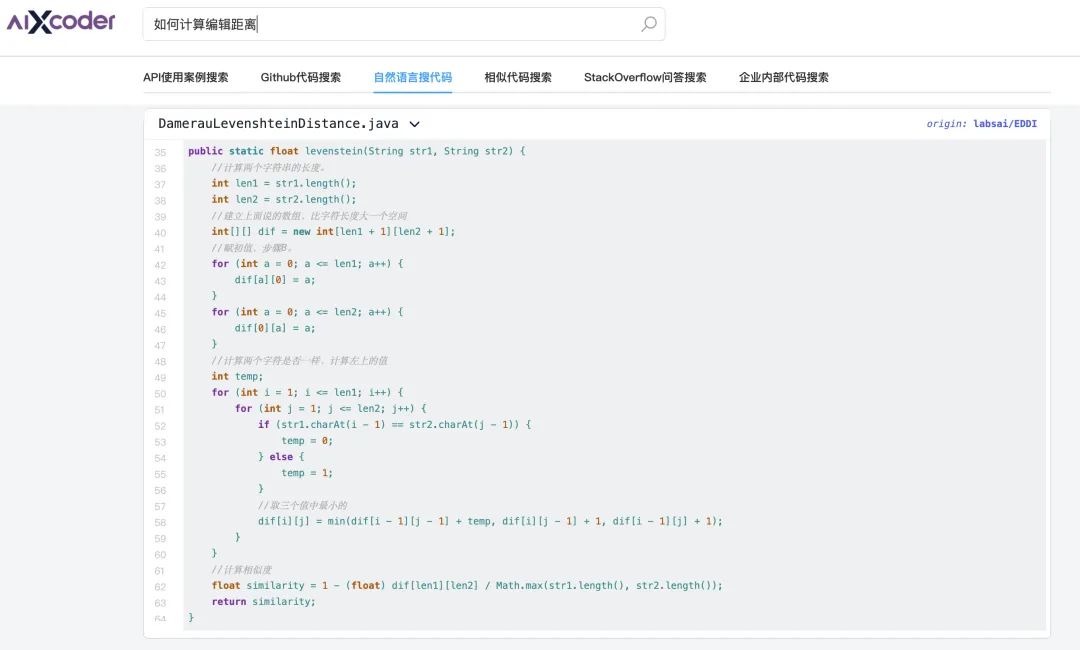 aiXcoder
如何计算编辑距离
API使用案例搜索 Github代码搜索 自然语言搜代码 相似代码搜索 StackOverflow问答搜索 企业内部代码搜索
DamerauLevenshteinDistance.java origin: labsai/EDDI
35 public static float levenstein(String str1, String str2) {
36 //计算两个字符串的长度。
37 int len1 = str1.length();
38 int len2 = str2.length();
39 //建立上面说的数组，比字符长度大一个空间
40 int[][] dif = new int[len1 + 1][len2 + 1];
41 //赋初值，步骤B。
42 for (int a = 0; a <= len1; a++) {
43 dif[a][0] = a;
44 }
45 for (int a = 0; a <= len2; a++) {
46 dif[0][a] = a;
47 }
48 //计算两个字符是否一样，计算左上的值
49 int temp;
50 for (int i = 1; i <= len1; i++) {
51 for (int j = 1; j <= len2; j++) {
52 if (str1.charAt(i - 1) == str2.charAt(j - 1)) {
53 temp = 0;
54 } else {
55 temp = 1;
56 }
57 //取三个值中最小的
58 dif[i][j] = min(dif[i - 1][j - 1] + temp, dif[i][j - 1] + 1, dif[i - 1][j] + 1);
59 }
60 }
61 //计算相似度
62 float similarity = 1 - (float) dif[len1][len2] / Math.max(str1.length(), str2.length());
63 return similarity;
64 }